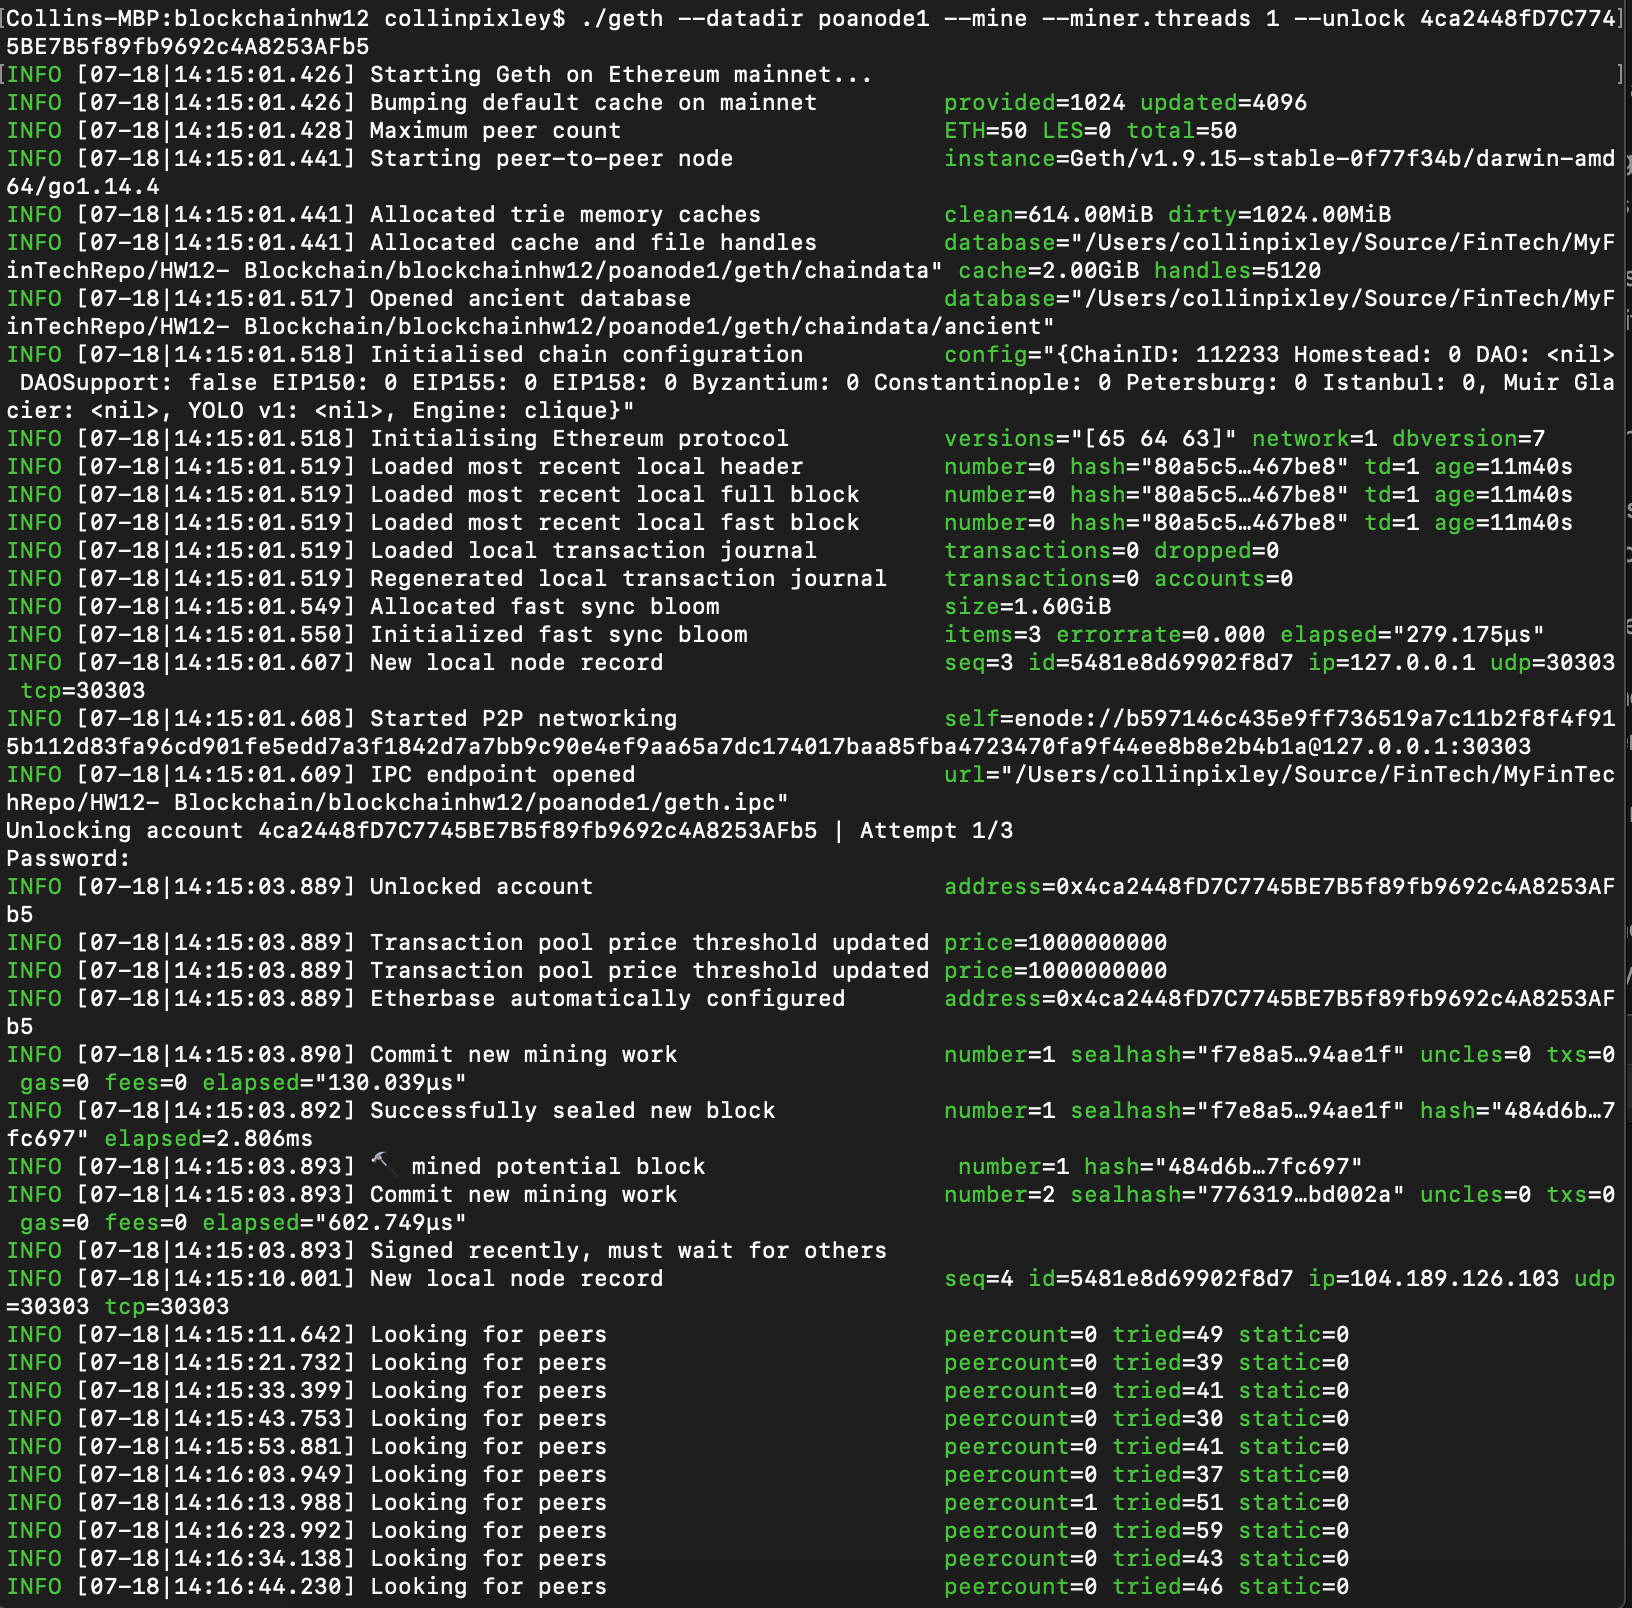 Collins-MBP:blockchainhw12 collinpixley$ ./geth --datadir poanode1 --mine --miner.threads 1 --unlock 4ca2448fD7C774]
5BE7B5f89fb9692c4A8253AFb5
[INFO [07-18|14:15:01.426] Starting Geth on Ethereum mainnet... ]
INFO [07-18|14:15:01.426] Bumping default cache on mainnet provided=1024 updated=4096
INFO [07-18|14:15:01.428] Maximum peer count ETH=50 LES=0 total=50
INFO [07-18|14:15:01.441] Starting peer-to-peer node instance=Geth/v1.9.15-stable-0f77f34b/darwin-amd
64/go1.14.4
INFO [07-18|14:15:01.441] Allocated trie memory caches clean=614.00MiB dirty=1024.00MiB
INFO [07-18|14:15:01.441] Allocated cache and file handles database="/Users/collinpixley/Source/FinTech/MyF
inTechRepo/HW12- Blockchain/blockchainhw12/poanode1/geth/chaindata" cache=2.00GiB handles=5120
INFO [07-18|14:15:01.517] Opened ancient database database="/Users/collinpixley/Source/FinTech/MyF
inTechRepo/HW12- Blockchain/blockchainhw12/poanode1/geth/chaindata/ancient"
INFO [07-18|14:15:01.518] Initialised chain configuration config="{ChainID: 112233 Homestead: 0 DAO: <nil>
DAOSupport: false EIP150: 0 EIP155: 0 EIP158: 0 Byzantium: 0 Constantinople: 0 Petersburg: 0 Istanbul: 0, Muir Gla
cier: <nil>, YOLO v1: <nil>, Engine: clique}"
INFO [07-18|14:15:01.518] Initialising Ethereum protocol versions="[65 64 63]" network=1 dbversion=7
INFO [07-18|14:15:01.519] Loaded most recent local header number=0 hash="80a5c5…467be8" td=1 age=11m40s
INFO [07-18|14:15:01.519] Loaded most recent local full block number=0 hash="80a5c5…467be8" td=1 age=11m40s
INFO [07-18|14:15:01.519] Loaded most recent local fast block number=0 hash="80a5c5…467be8" td=1 age=11m40s
INFO [07-18|14:15:01.519] Loaded local transaction journal transactions=0 dropped=0
INFO [07-18|14:15:01.519] Regenerated local transaction journal transactions=0 accounts=0
INFO [07-18|14:15:01.549] Allocated fast sync bloom size=1.60GiB
INFO [07-18|14:15:01.550] Initialized fast sync bloom items=3 errorrate=0.000 elapsed="279.175µs"
INFO [07-18|14:15:01.607] New local node record seq=3 id=5481e8d69902f8d7 ip=127.0.0.1 udp=30303
tcp=30303
INFO [07-18|14:15:01.608] Started P2P networking self=enode://b597146c435e9ff736519a7c11b2f8f4f91
5b112d83fa96cd901fe5edd7a3f1842d7a7bb9c90e4ef9aa65a7dc174017baa85fba4723470fa9f44ee8b8e2b4b1a@127.0.0.1:30303
INFO [07-18|14:15:01.609] IPC endpoint opened url="/Users/collinpixley/Source/FinTech/MyFinTec
hRepo/HW12- Blockchain/blockchainhw12/poanode1/geth.ipc"
Unlocking account 4ca2448fD7C7745BE7B5f89fb9692c4A8253AFb5 | Attempt 1/3
Password:
INFO [07-18|14:15:03.889] Unlocked account address=0x4ca2448fD7C7745BE7B5f89fb9692c4A8253AF
b5
INFO [07-18|14:15:03.889] Transaction pool price threshold updated price=1000000000
INFO [07-18|14:15:03.889] Transaction pool price threshold updated price=1000000000
INFO [07-18|14:15:03.889] Etherbase automatically configured address=0x4ca2448fD7C7745BE7B5f89fb9692c4A8253AF
b5
INFO [07-18|14:15:03.890] Commit new mining work number=1 sealhash="f7e8a5…94ae1f" uncles=0 txs=0
gas=0 fees=0 elapsed="130.039µs"
INFO [07-18|14:15:03.892] Successfully sealed new block number=1 sealhash="f7e8a5…94ae1f" hash="484d6b…7
fc697" elapsed=2.806ms
INFO [07-18|14:15:03.893] 🔨 mined potential block number=1 hash="484d6b…7fc697"
INFO [07-18|14:15:03.893] Commit new mining work number=2 sealhash="776319…bd002a" uncles=0 txs=0
gas=0 fees=0 elapsed="602.749µs"
INFO [07-18|14:15:03.893] Signed recently, must wait for others
INFO [07-18|14:15:10.001] New local node record seq=4 id=5481e8d69902f8d7 ip=104.189.126.103 udp
=30303 tcp=30303
INFO [07-18|14:15:11.642] Looking for peers peercount=0 tried=49 static=0
INFO [07-18|14:15:21.732] Looking for peers peercount=0 tried=39 static=0
INFO [07-18|14:15:33.399] Looking for peers peercount=0 tried=41 static=0
INFO [07-18|14:15:43.753] Looking for peers peercount=0 tried=30 static=0
INFO [07-18|14:15:53.881] Looking for peers peercount=0 tried=41 static=0
INFO [07-18|14:16:03.949] Looking for peers peercount=0 tried=37 static=0
INFO [07-18|14:16:13.988] Looking for peers peercount=1 tried=51 static=0
INFO [07-18|14:16:23.992] Looking for peers peercount=0 tried=59 static=0
INFO [07-18|14:16:34.138] Looking for peers peercount=0 tried=43 static=0
INFO [07-18|14:16:44.230] Looking for peers peercount=0 tried=46 static=0